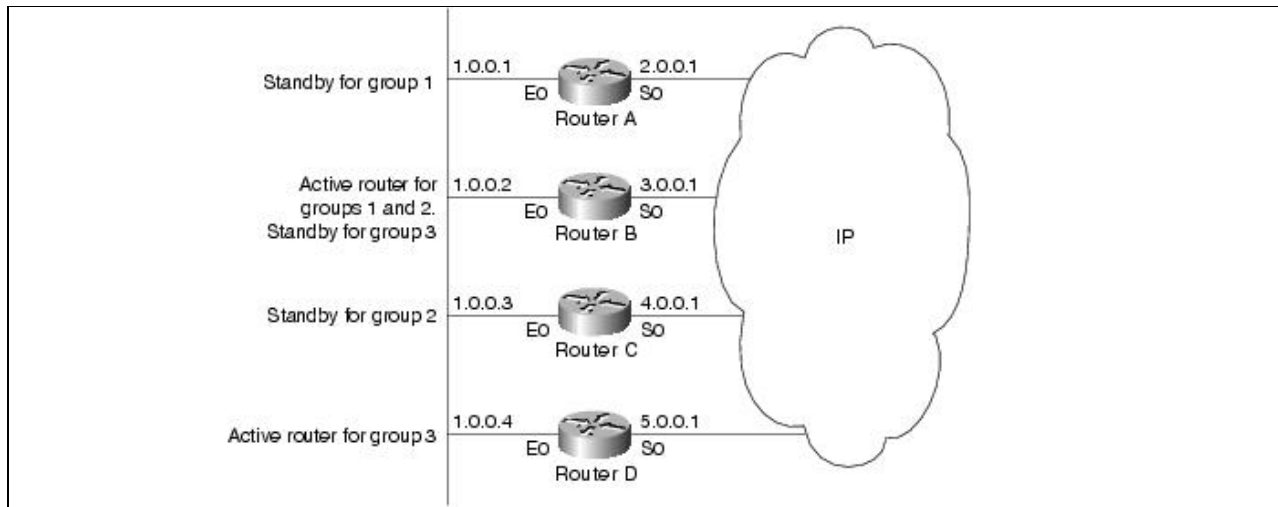 Standby for group 1
1.0.0.1
E0
2.0.0.1
S0
Router A
Active router for
groups 1 and 2.
Standby for group 3
1.0.0.2
E0
3.0.0.1
S0
Router B
IP
Standby for group 2
1.0.0.3
E0
4.0.0.1
S0
Router C
Active router for group 3
1.0.0.4
E0
5.0.0.1
S0
Router D